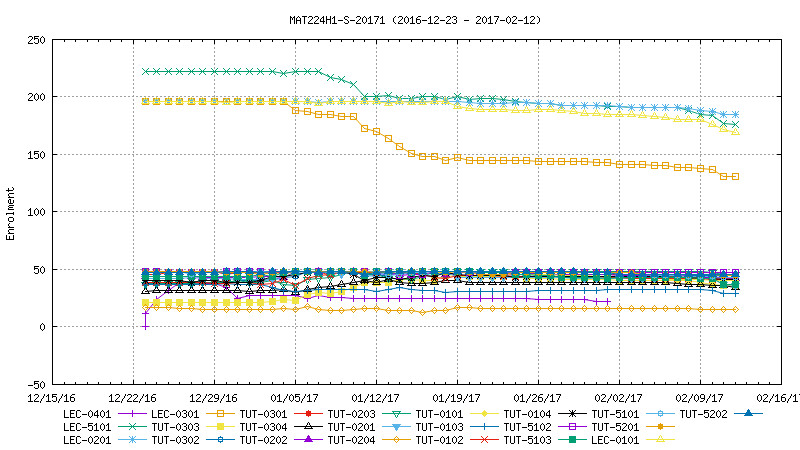 MAT224H1-S-20171 (2016-12-23 - 2017-02-12)
250
200
150
100
50
0
-50
Enrolment
12/15/16 12/22/16 12/29/16 01/05/17 01/12/17 01/19/17 01/26/17 02/02/17 02/09/17 02/16/17
LEC-0401 LEC-0301 TUT-0301 TUT-0203 TUT-0101 TUT-0104 TUT-5101 TUT-5202
LEC-5101 TUT-0303 TUT-0304 TUT-0201 TUT-0103 TUT-5102 TUT-5201
LEC-0201 TUT-0302 TUT-0202 TUT-0204 TUT-0102 TUT-5103 LEC-0101